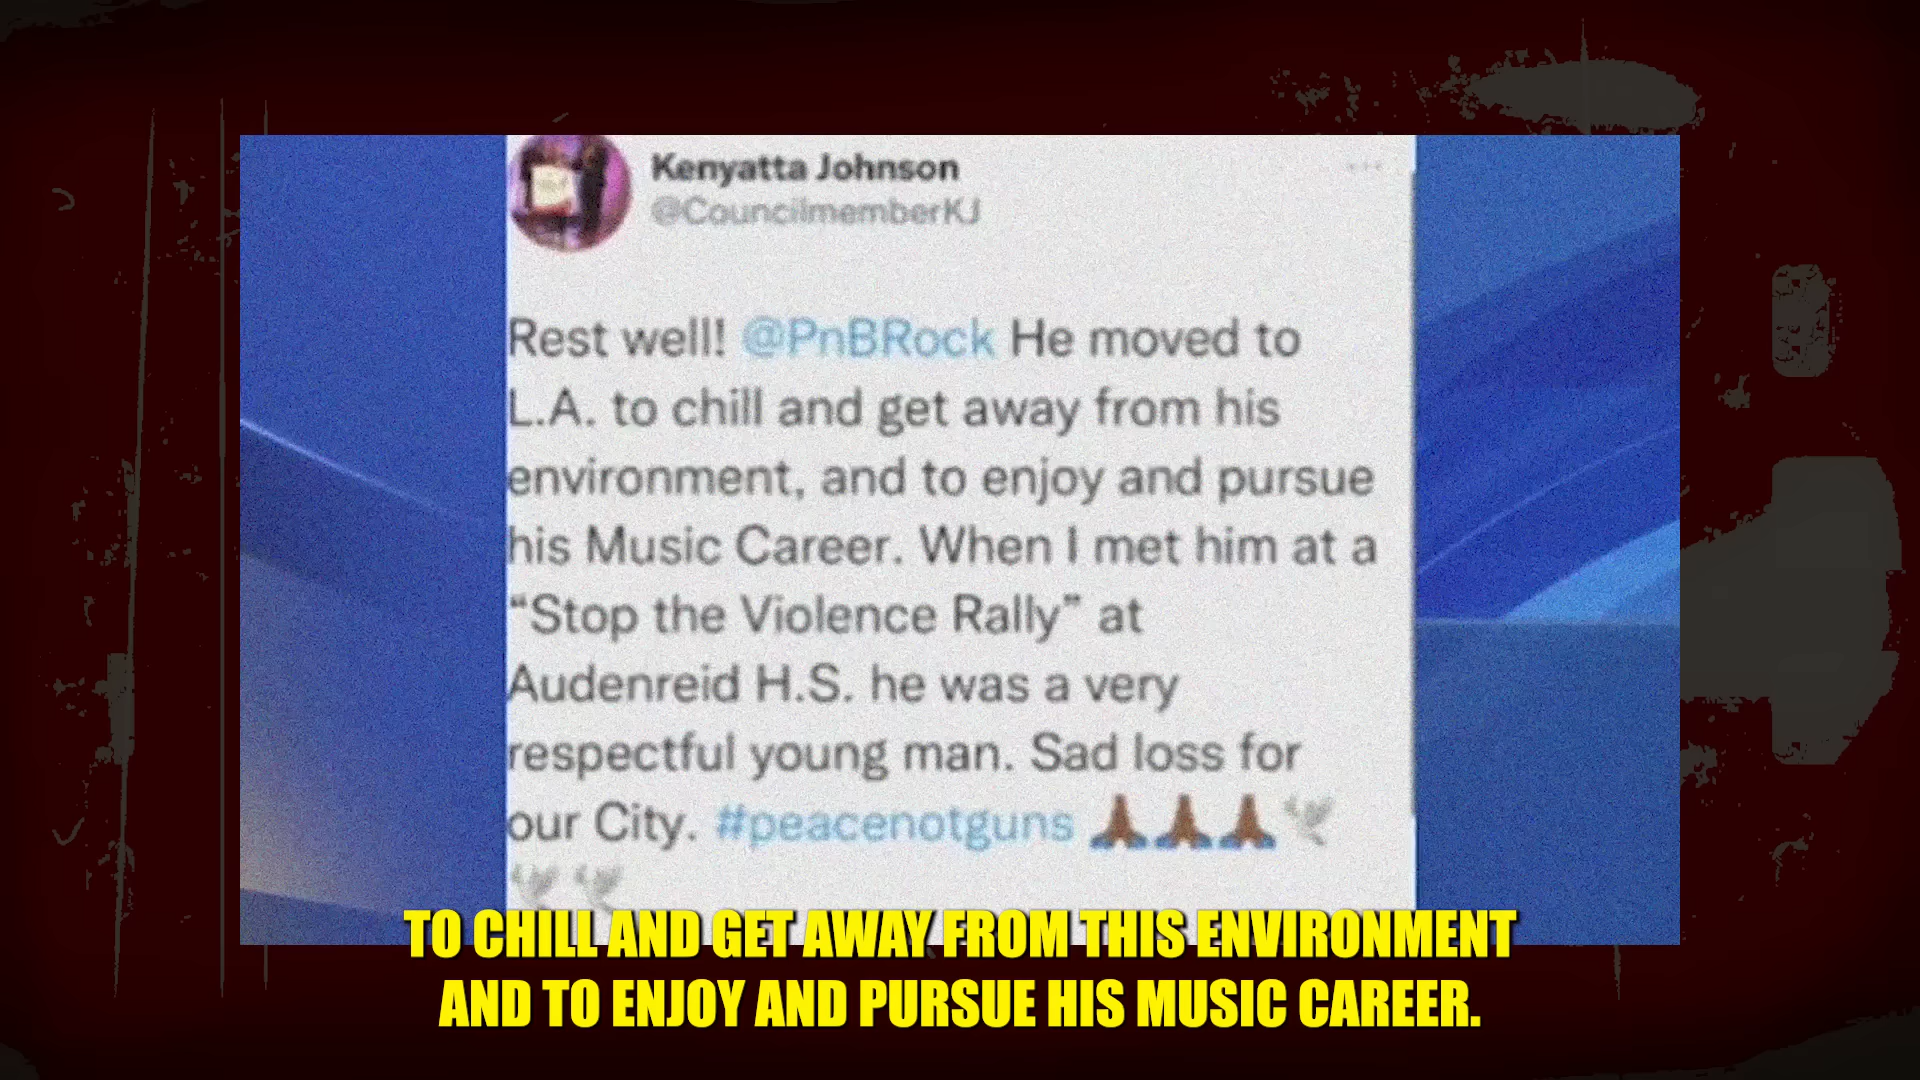 Kenyatta Johnson
@CouncilmemberKJ
Rest well! @PnBRock He moved to
L.A. to chill and get away from his
environment, and to enjoy and pursue
his Music Career. When I met him at a
“Stop the Violence Rally” at
Audenreid H.S. he was a very
respectful young man. Sad loss for
our City. #peacenotguns 🙏🏾🙏🏾🙏🏾🕊
🕊🕊
TO CHILL AND GET AWAY FROM THIS ENVIRONMENT
AND TO ENJOY AND PURSUE HIS MUSIC CAREER.